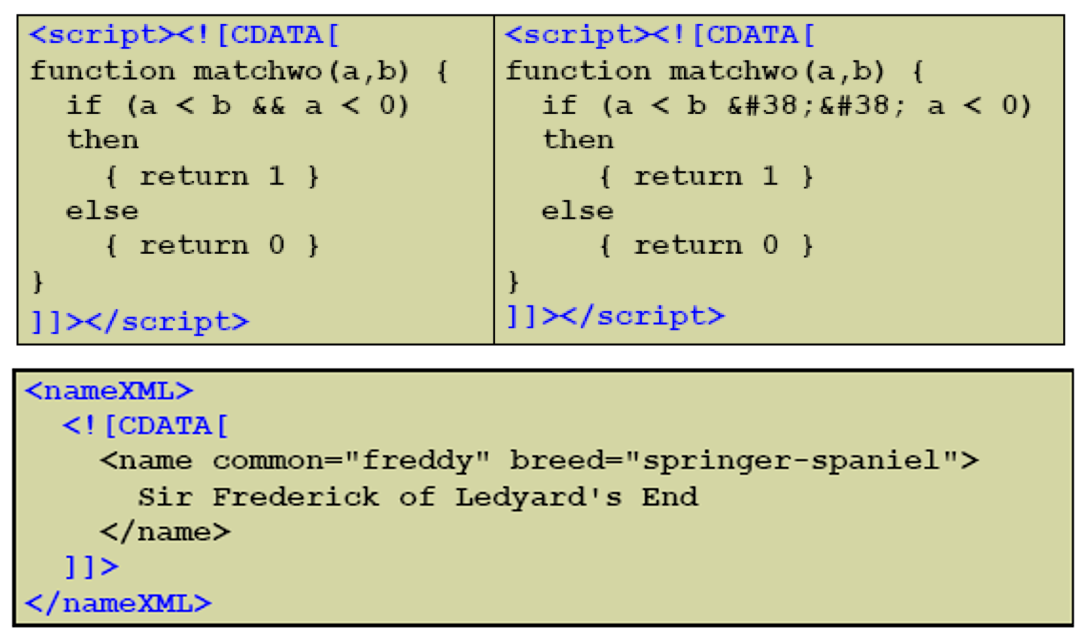 <script><![CDATA[
function matchwo(a,b) {
  if (a < b && a < 0)
  then
    { return 1 }
  else
    { return 0 }
}
]]></script>
<script><![CDATA[
function matchwo(a,b) {
  if (a < b &#38;&#38; a < 0)
  then
     { return 1 }
  else
     { return 0 }
}
]]></script>
<nameXML>
  <![CDATA[
    <name common="freddy" breed="springer-spaniel">
      Sir Frederick of Ledyard's End
    </name>
  ]]>
</nameXML>